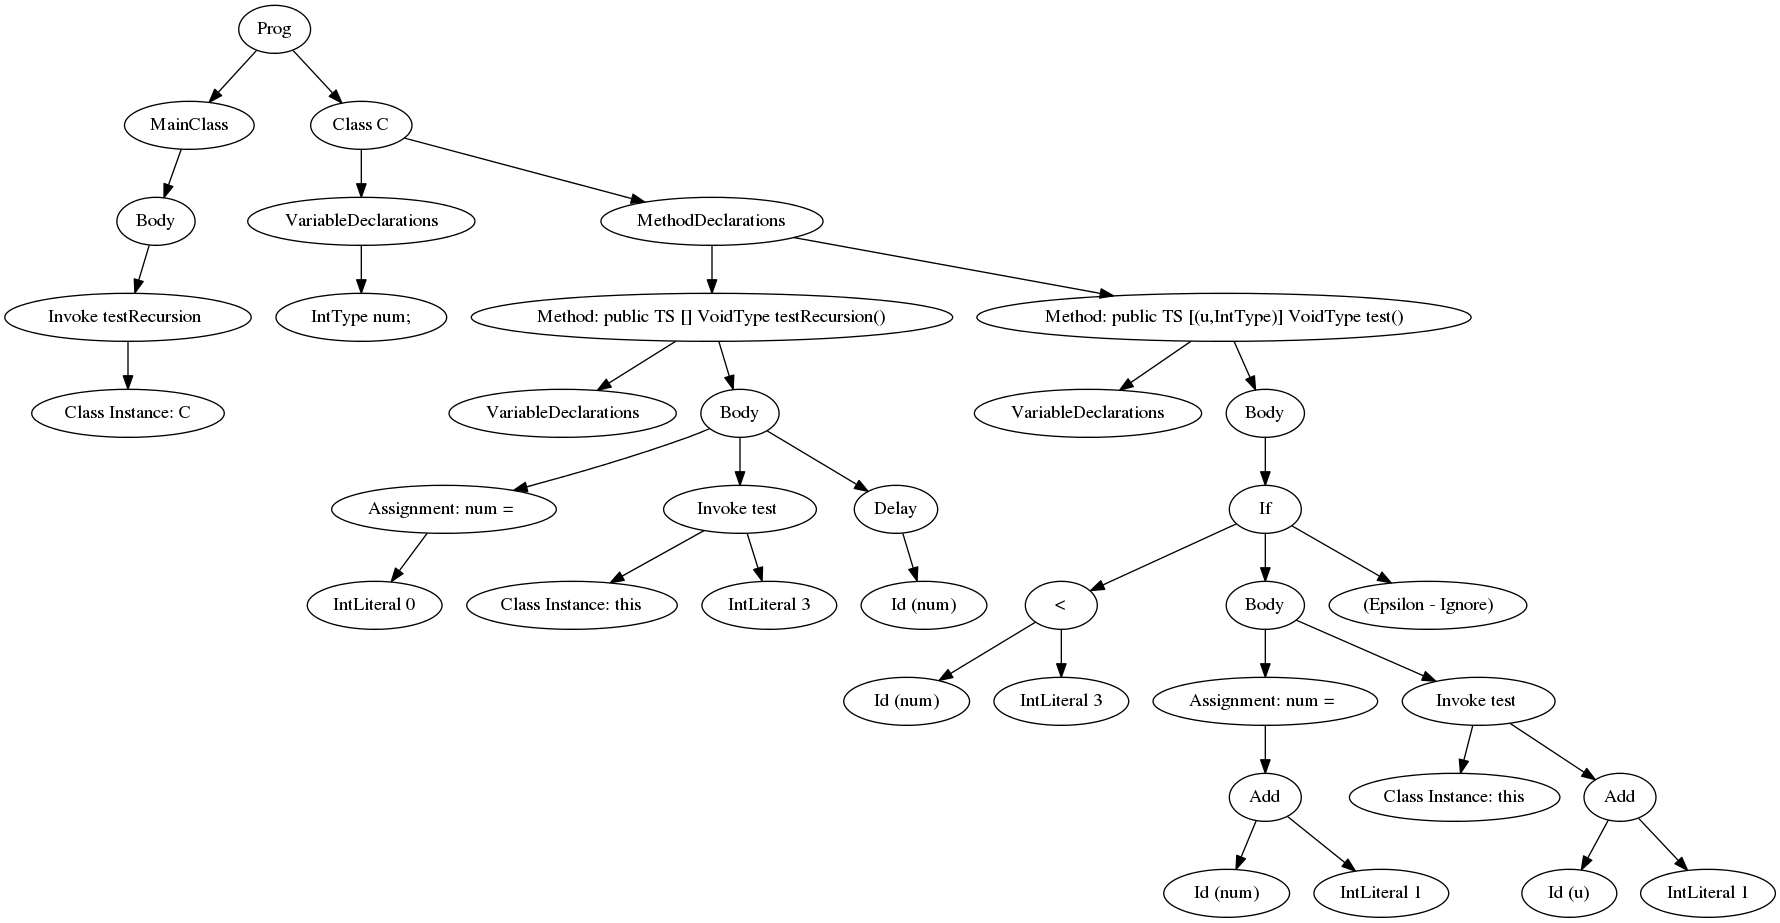 Prog
MainClass
Class C
Body
VariableDeclarations
MethodDeclarations
Invoke testRecursion
IntType num;
Method: public TS [] VoidType testRecursion()
Method: public TS [(u,IntType)] VoidType test()
Class Instance: C
VariableDeclarations
Body
VariableDeclarations
Body
Assignment: num =
Invoke test
Delay
If
IntLiteral 0
Class Instance: this
IntLiteral 3
Id (num)
<
Body
(Epsilon - Ignore)
Id (num)
IntLiteral 3
Assignment: num =
Invoke test
Add
Class Instance: this
Add
Id (num)
IntLiteral 1
Id (u)
IntLiteral 1